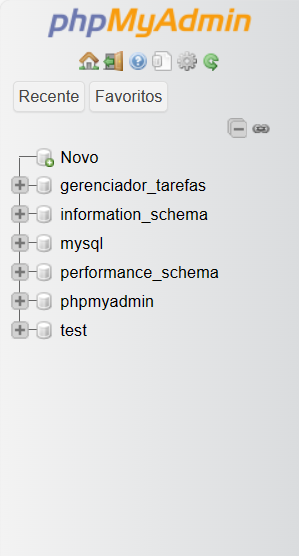 phpMyAdmin
Recente Favoritos
Novo
gerenciador_tarefas
information_schema
mysql
performance_schema
phpmyadmin
test